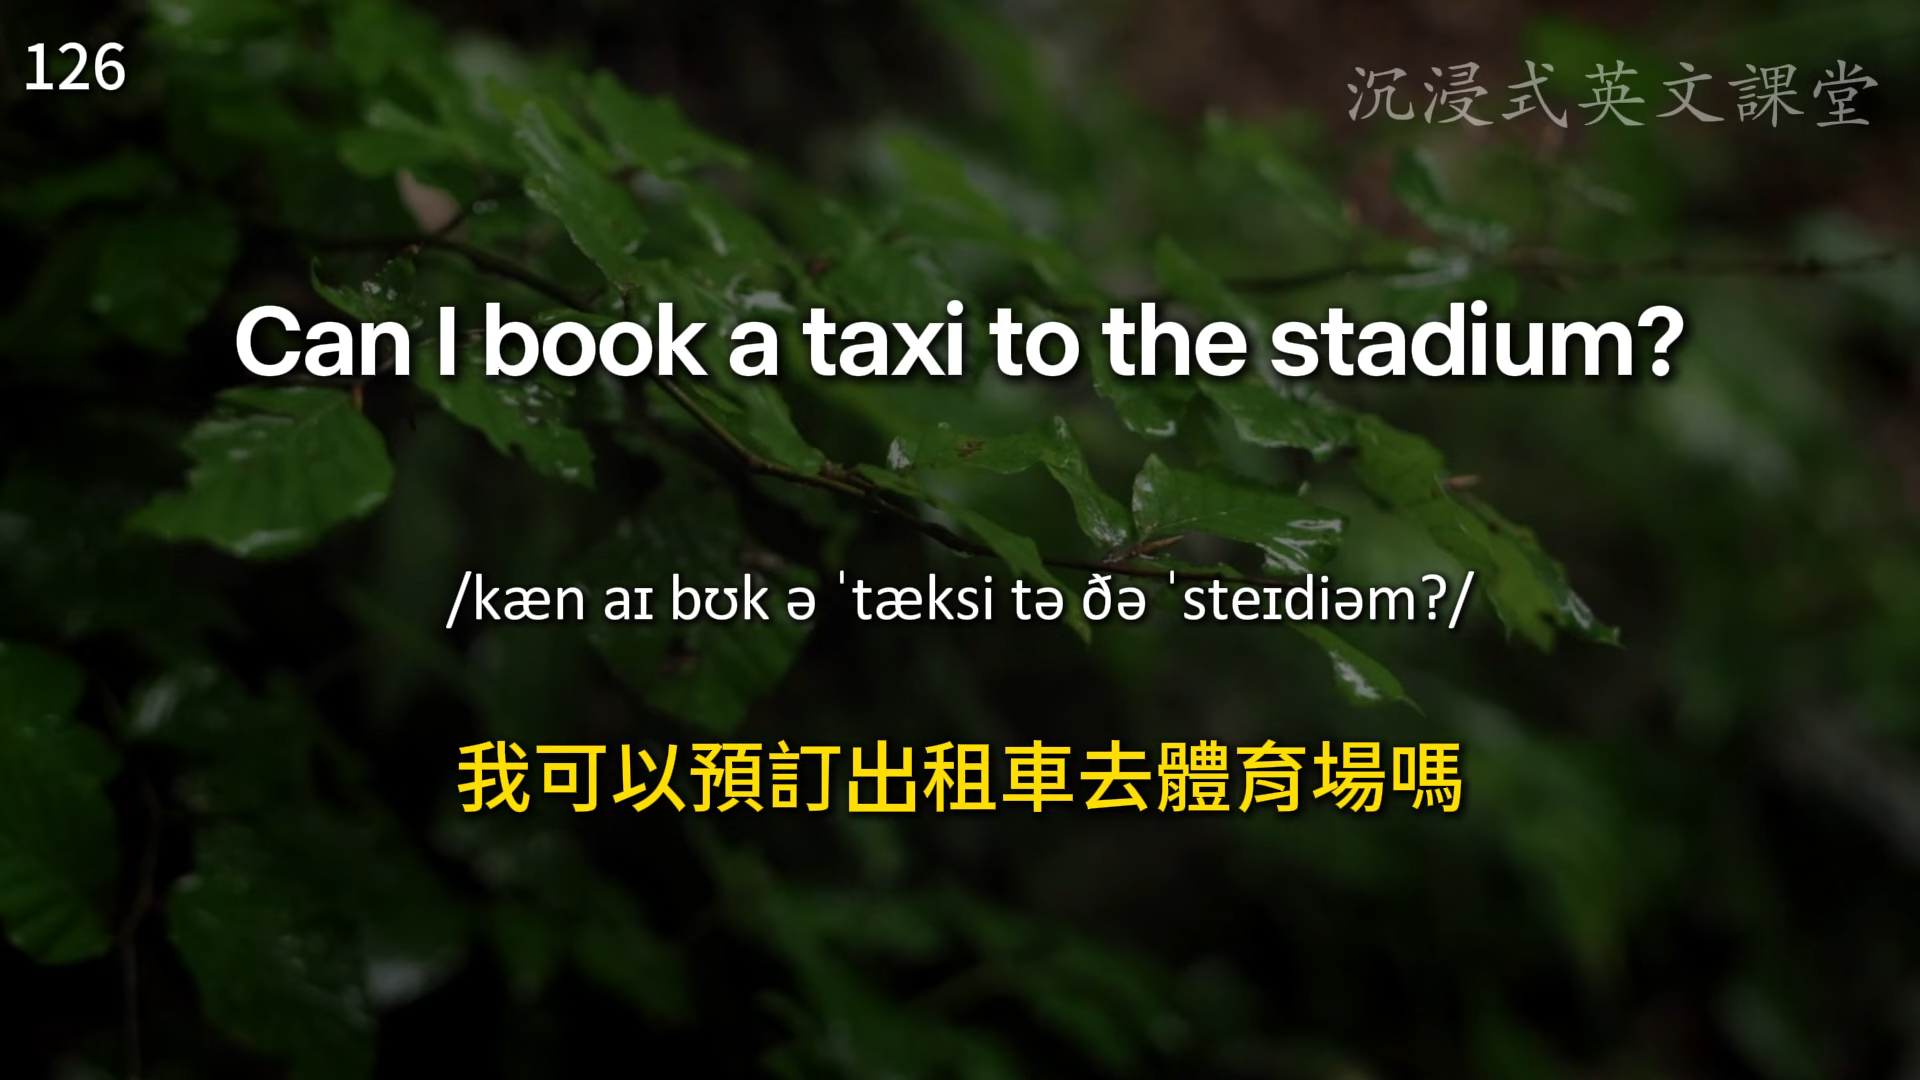 126
沉浸式英文課堂
Can I book a taxi to the stadium?
/kæn aɪ bʊk ə ˈtæksi tə ðə ˈsteɪdiəm?/
我可以預訂出租車去體育場嗎